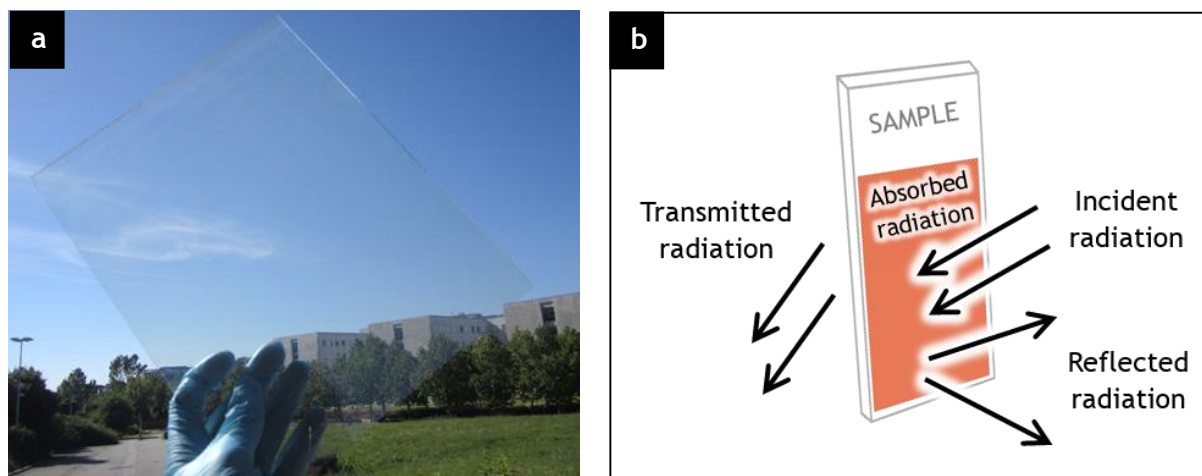 a
b
SAMPLE
Absorbed
radiation
Transmitted
radiation
Incident
radiation
Reflected
radiation